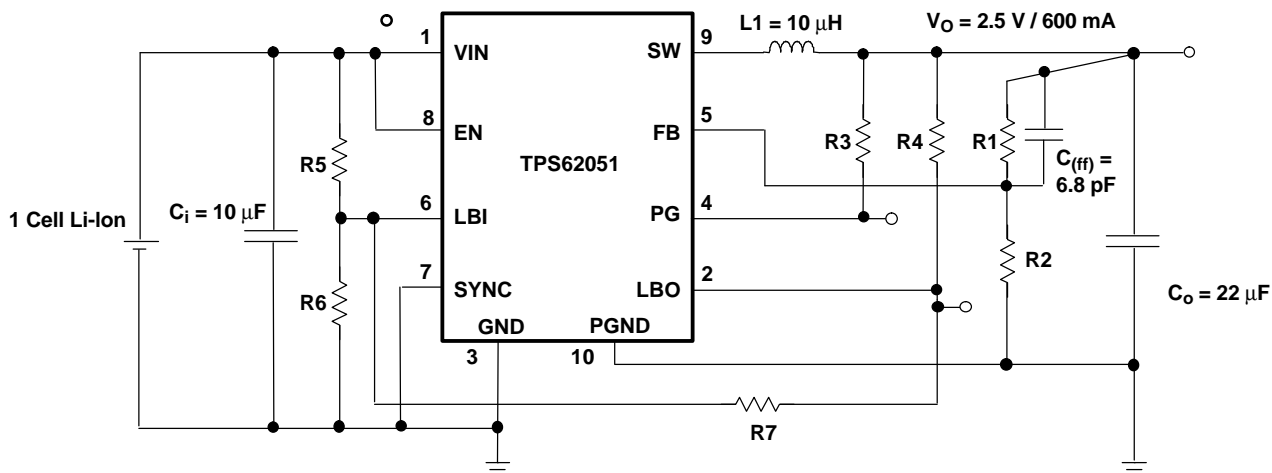 L1 = 10 μH
VO = 2.5 V / 600 mA
1
VIN
SW
9
8
EN
FB
5
TPS62051
R5
R3
R4
R1
C(ff) =
6.8 pF
1 Cell Li-Ion
Ci = 10 μF
6
LBI
PG
4
R2
7
SYNC
LBO
2
R6
Co = 22 μF
GND
PGND
3
10
R7